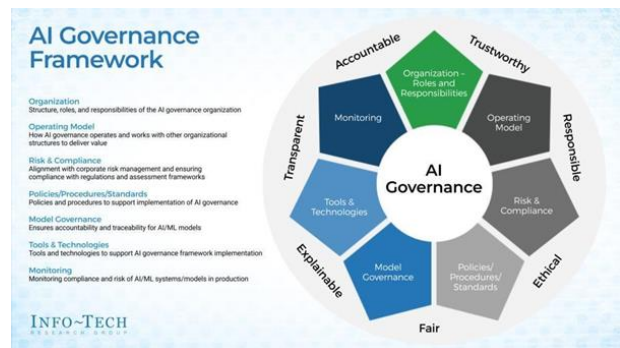 AI Governance
Framework
Organization
Structure, roles, and responsibilities of the AI governance organization
Operating Model
How AI governance operates and works with other organizational
structures to deliver value
Risk & Compliance
Alignment with corporate risk management and ensuring
compliance with regulations and assessment frameworks
Policies/Procedures/Standards
Policies and procedures to support implementation of AI governance
Model Governance
Ensures accountability and traceability for AI/ML models
Tools & Technologies
Tools and technologies to support AI governance framework implementation
Monitoring
Monitoring compliance and risk of AI/ML systems/models in production
INFO~TECH
RESEARCH GROUP
Accountable
Trustworthy
Responsible
Ethical
Fair
Explainable
Transparent
Organization –
Roles and
Responsibilities
Operating
Model
Risk &
Compliance
Policies/
Procedures/
Standards
Model
Governance
Tools &
Technologies
Monitoring
AI
Governance